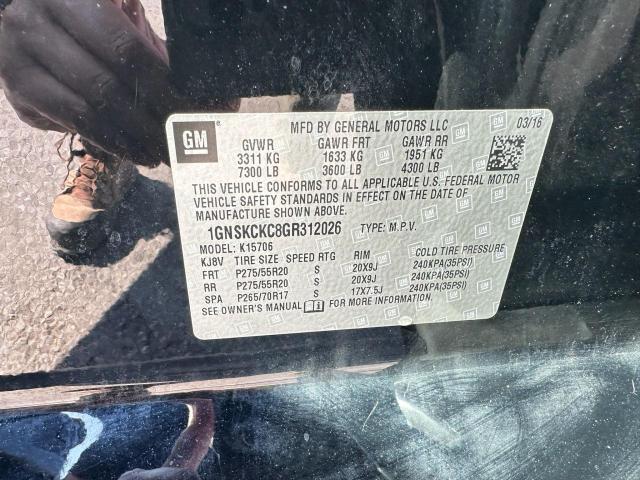 GM
MFD BY GENERAL MOTORS LLC 03/16
GVWR GAWR FRT GAWR RR
3311 KG 1633 KG 1951 KG
7300 LB 3600 LB 4300 LB
THIS VEHICLE CONFORMS TO ALL APPLICABLE U.S. FEDERAL MOTOR
VEHICLE SAFETY STANDARDS IN EFFECT ON THE DATE OF
MANUFACTURE SHOWN ABOVE.
1GNSKCKC8GR312026 TYPE: M.P.V.
MODEL: K15706
KJ8V TIRE SIZE SPEED RTG RIM COLD TIRE PRESSURE
FRT P275/55R20 S 20X9J 240KPA(35PSI)
RR P275/55R20 S 20X9J 240KPA(35PSI)
SPA P265/70R17 S 17X7.5J 240KPA(35PSI)
SEE OWNER'S MANUAL FOR MORE INFORMATION.